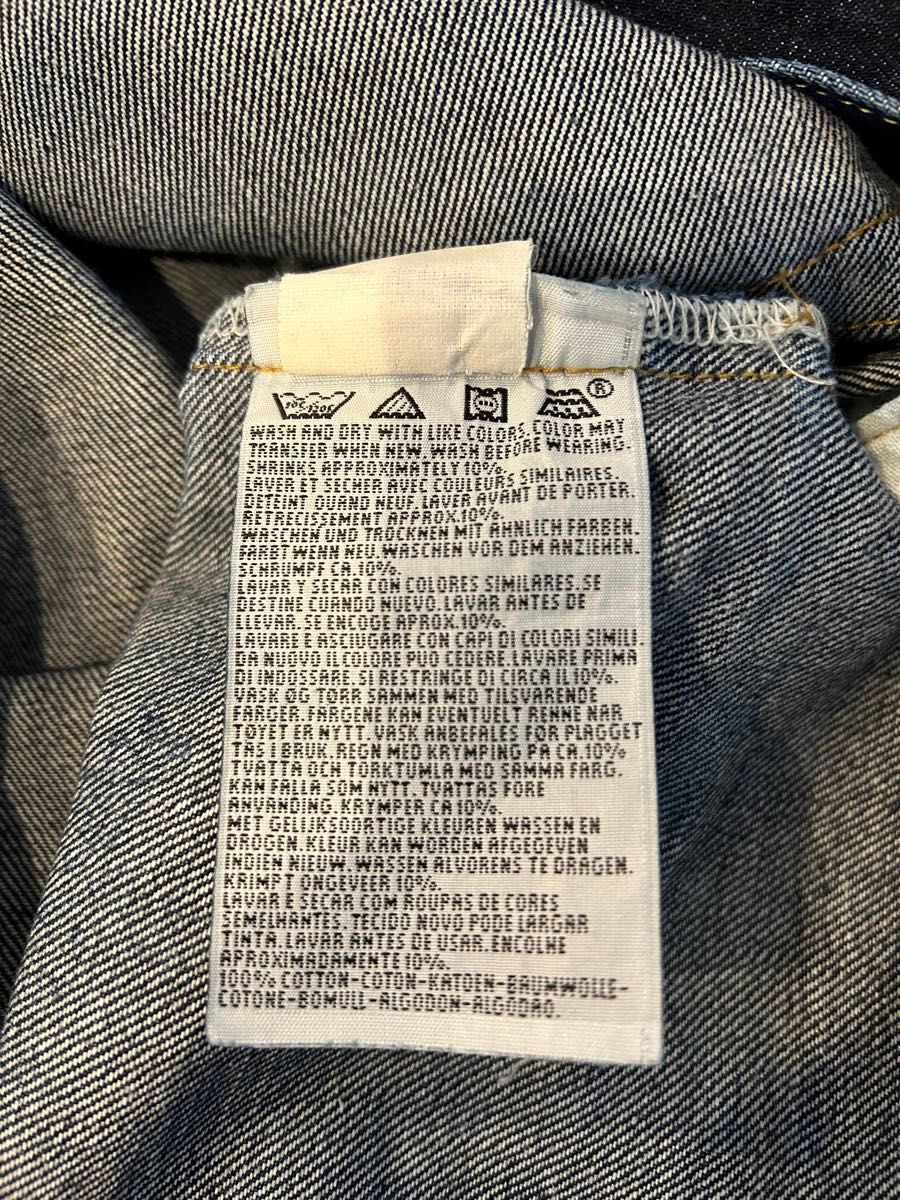 ®
WASH AND DRY WITH LIKE COLORS. COLOR MAY
TRANSFER WHEN NEW. WASH BEFORE WEARING.
SHRINKS APPROXIMATELY 10%.
LAVER ET SECHER AVEC COULEURS SIMILAIRES.
DETEINT QUAND NEUF LAVER AVANT DE PORTER.
RETRECISSEMENT APPROX.10%
WASCHEN UND TROCKNEN MIT ÄHNLICH FARBEN.
FÄRBT WENN NEU. WASCHEN VOR DEM ANZIEHEN.
SCHRUMPF CA.10%.
LAVAR Y SECAR CON COLORES SIMILARES.SE
DESTINE CUANDO NUEVO.LAVAR ANTES DE
LLEVAR.SE ENCOGE APROX.10%.
LAVARE E ASCIUGARE CON CAPI DI COLORI SIMILI
DA NUOVO IL COLORE PUO CEDERE.LAVARE PRIMA
DI INDOSSARE.SI RESTRINGE DI CIRCA IL 10%.
VASK OG TORR SAMMEN MED TILSVARENDE
FARGER.FARGENE KAN EVENTUELT RENNE NAR
TØYET ER NYTT.VASK ANBEFALES FØR PLAGGET
TAS I BRUK.REGN MED KRYMPING PA CA.10%
TVATTA OCH TORKTUMLA MED SAMMA FARG.
KAN FALLA SOM NYTT.TVATTAS FORE
ANVANDING.KRYMPER CA 10%.
MET GELIJKSOORTIGE KLEUREN WASSEN EN
DROGEN. KLEUR KAN WORDEN AFGEGEVEN
INDIEN NIEUW. WASSEN ALVORENS TE DRAGEN.
KRIMPT ONGEVEER 10%.
LAVAR E SECAR COM ROUPAS DE CORES
SEMELHANTES. TECIDO NOVO PODE LARGAR
TINTA.LAVAR ANTES DE USAR.ENCOLHE
APROXIMADAMENTE 10%.
100% COTTON-COTON-KATOEN-BAUMWOLLE-
COTONE-BOMULL-ALGODON-ALGODAO.